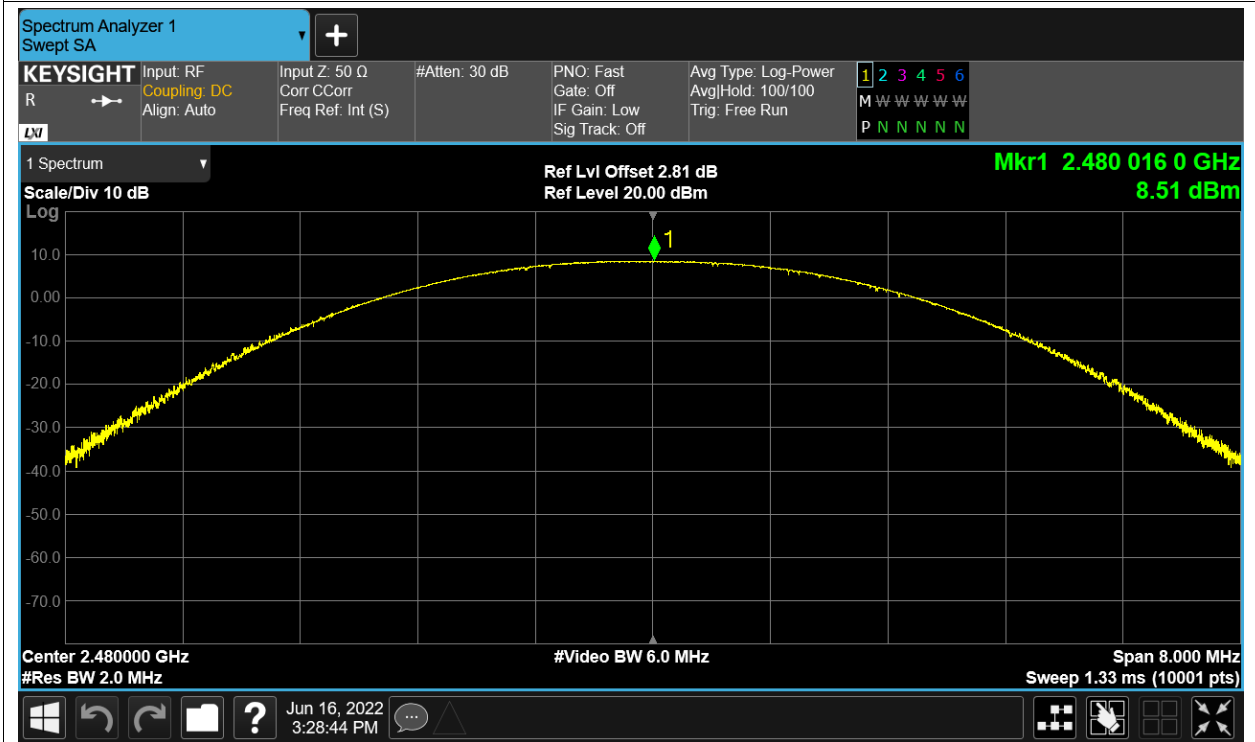 Spectrum Analyzer 1
Swept SA
+
KEYSIGHT Input: RF Input Z: 50 Ω #Atten: 30 dB PNO: Fast Avg Type: Log-Power 1 2 3 4 5 6
R Coupling: DC Corr CCorr Gate: Off Avg|Hold: 100/100 M W W W W W
Align: Auto Freq Ref: Int (S) IF Gain: Low Trig: Free Run
LXI Sig Track: Off P N N N N N
1 Spectrum Ref Lvl Offset 2.81 dB Mkr1 2.480 016 0 GHz
Scale/Div 10 dB Ref Level 20.00 dBm 8.51 dBm
Log
1
10.0
0.00
-10.0
-20.0
-30.0
-40.0
-50.0
-60.0
-70.0
Center 2.480000 GHz #Video BW 6.0 MHz Span 8.000 MHz
#Res BW 2.0 MHz Sweep 1.33 ms (10001 pts)
? Jun 16, 2022
3:28:44 PM